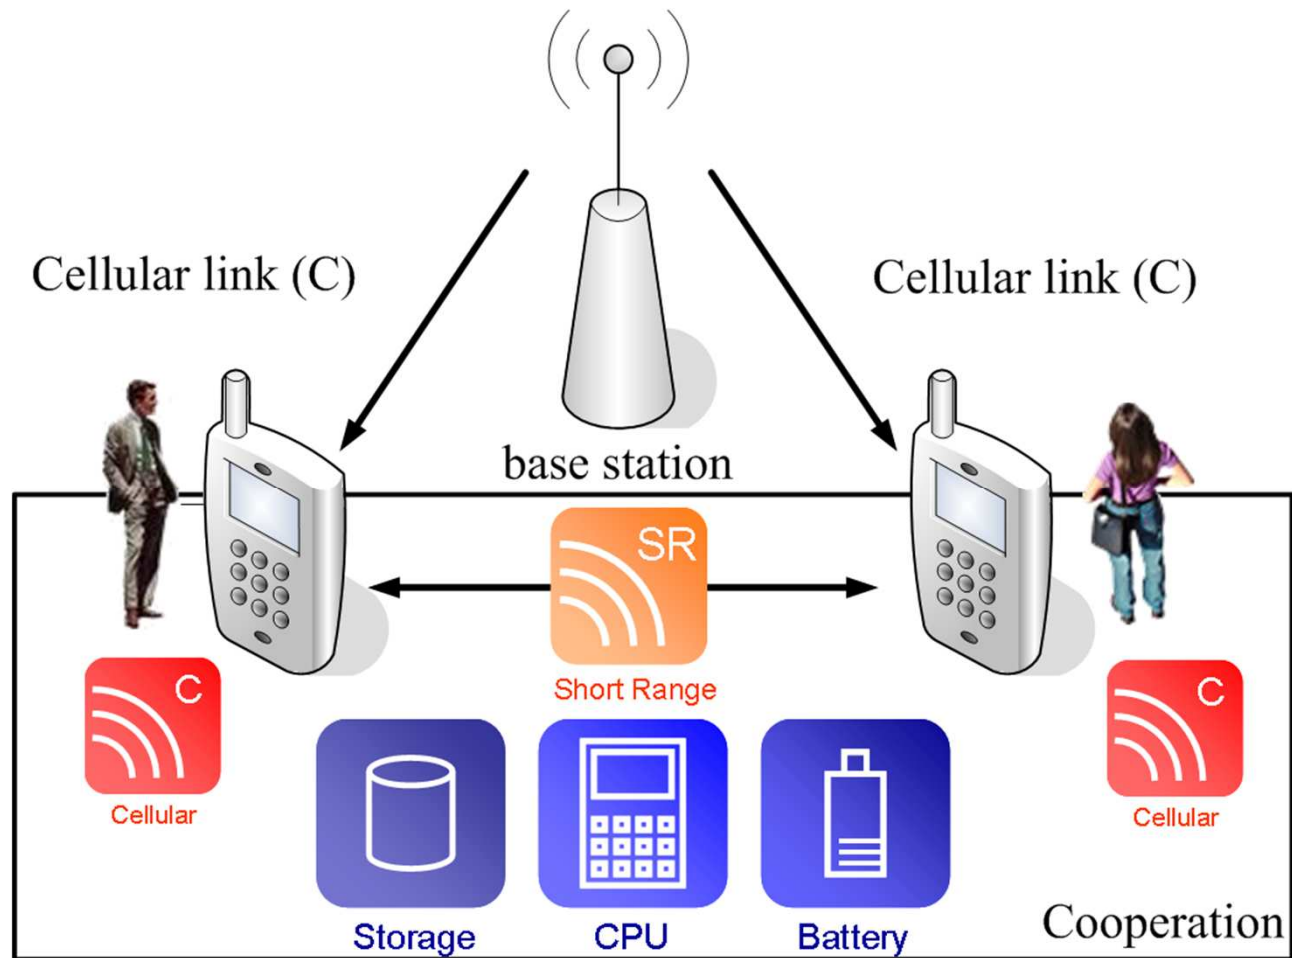 Cellular link (C)
Cellular link (C)
base station
SR
Short Range
C
Cellular
C
Cellular
Storage
CPU
Battery
Cooperation